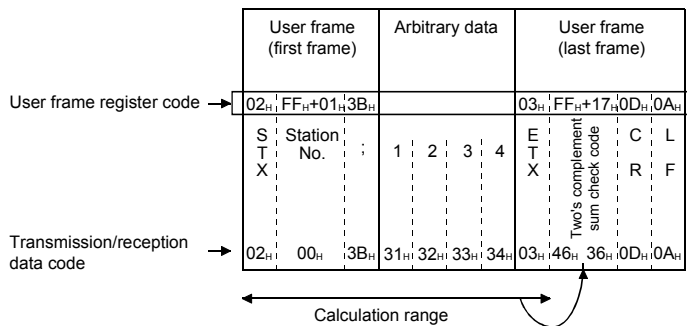 User frame
(first frame)
Arbitrary data
User frame
(last frame)
User frame register code
02H FFH+01H 3BH
03H FFH+17H 0DH 0AH
STX
Station
No.
;
1 2 3 4
ETX
Two's complement
sum check code
CR
LF
Transmission/reception
data code
02H 00H 3BH 31H 32H 33H 34H 03H 46H 36H 0DH 0AH
Calculation range